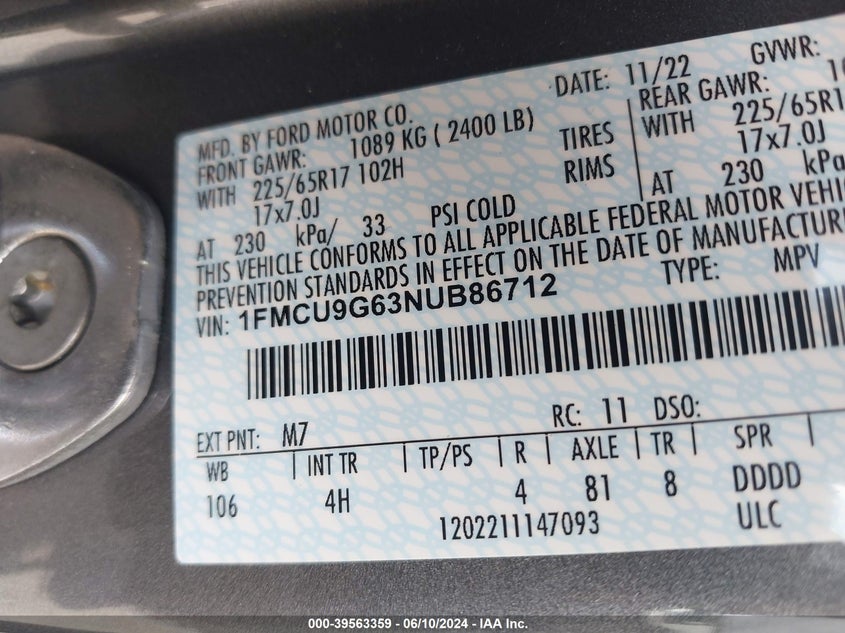 DATE: 11/22 GVWR:
MFD. BY FORD MOTOR CO.
FRONT GAWR: 1089 KG ( 2400 LB) REAR GAWR:
WITH 225/65R17 102H TIRES WITH 225/65R17
17x7.0J RIMS 17x7.0J
AT 230 kPa/ 33 PSI COLD AT 230 kPa
THIS VEHICLE CONFORMS TO ALL APPLICABLE FEDERAL MOTOR
PREVENTION STANDARDS IN EFFECT ON THE DATE OF
VIN: 1FMCU9G63NUB86712 TYPE: MPV
EXT PNT: M7 RC: 11 DSO:
WB INT TR TP/PS R AXLE TR SPR
106 4H 4 81 8 DDDD
1202211147093 ULC
000-39563359 / 06/10/2024 - IAA Inc.